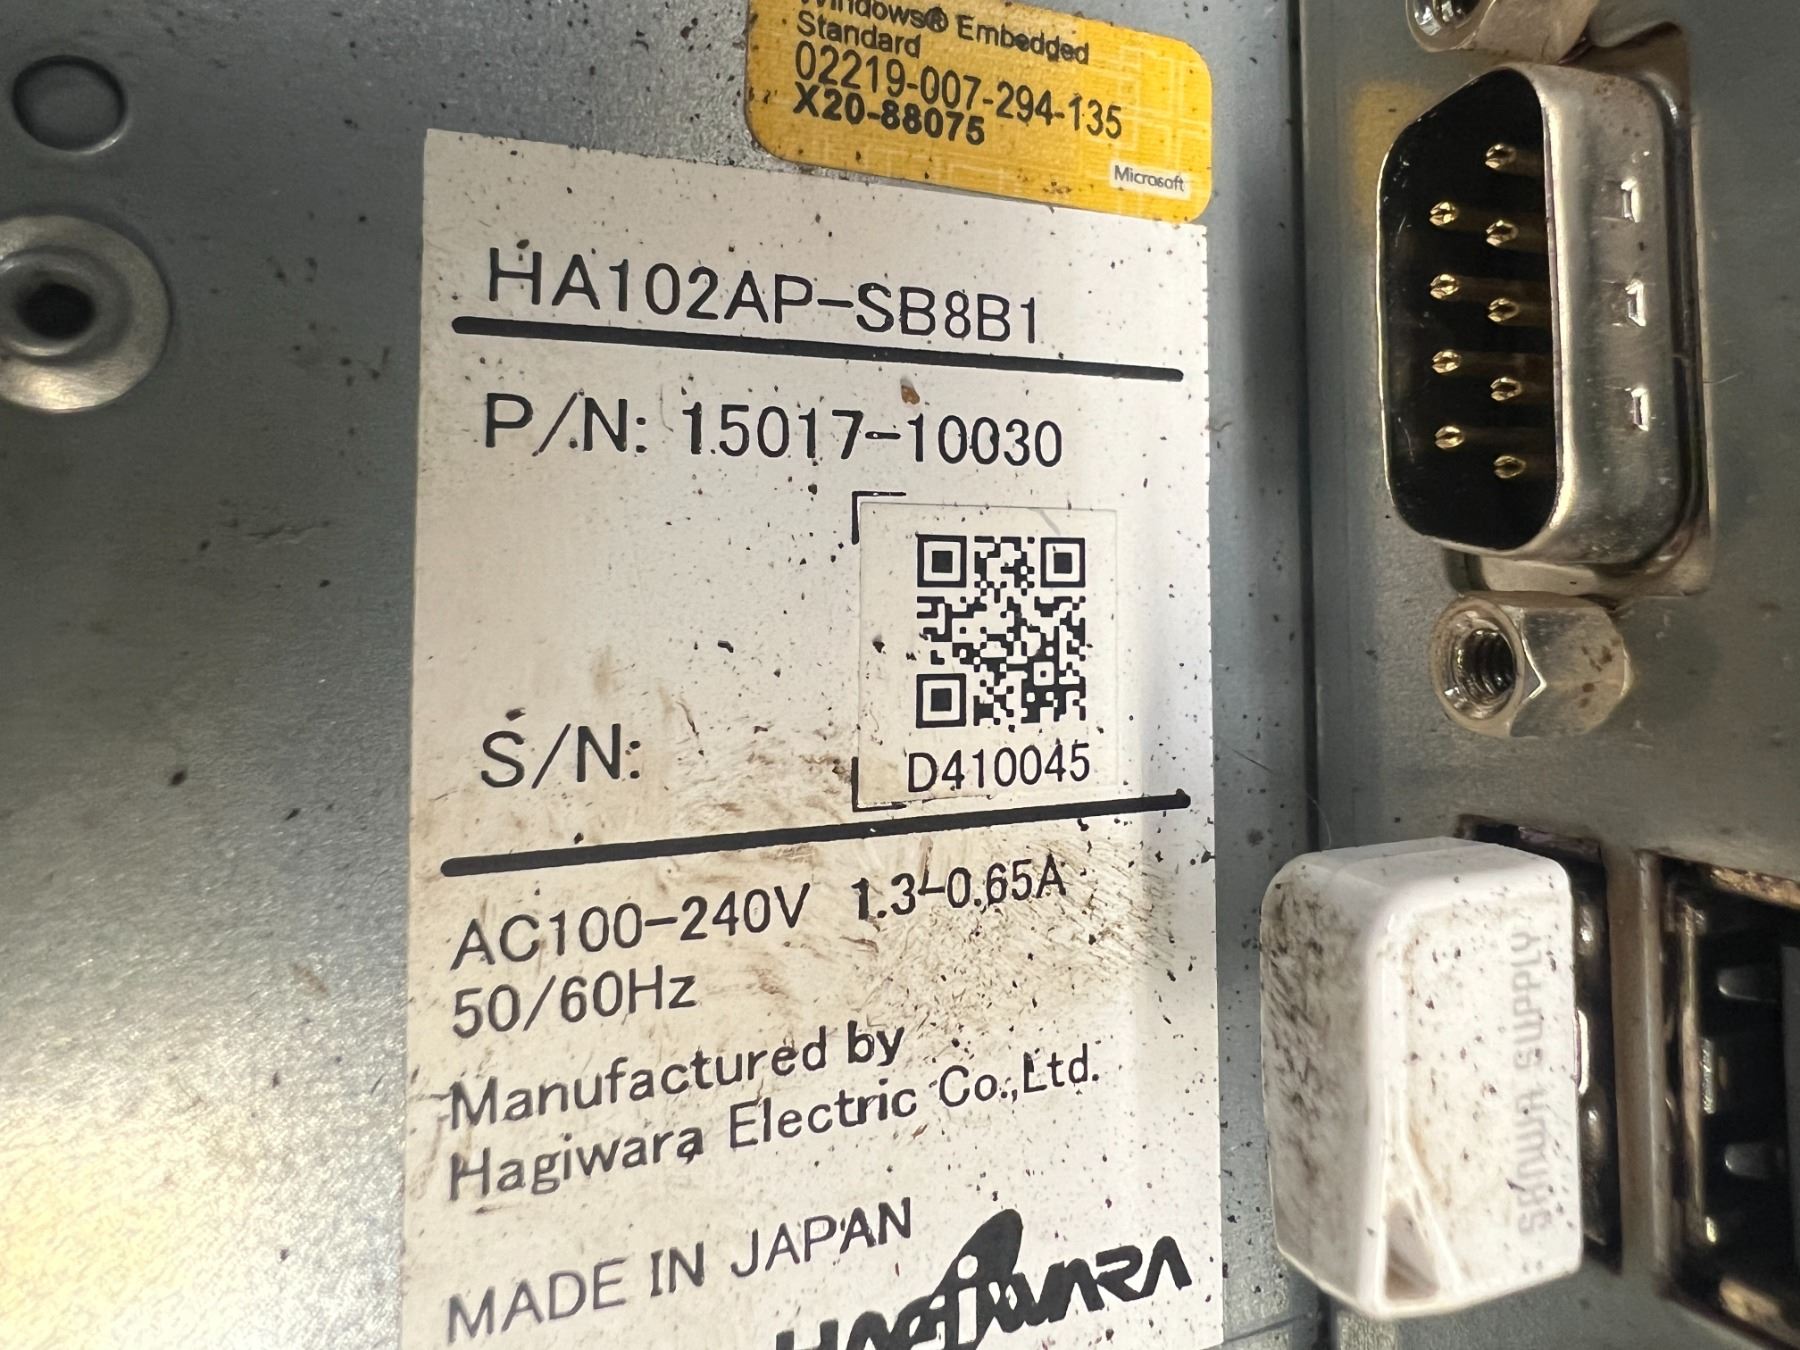 Windows® Embedded
Standard
02219-007-294-135
X20-88075
Microsoft
HA102AP-SB8B1
P/N: 15017-10030
S/N:
D410045
AC100-240V 1.3-0.65A
50/60Hz
Manufactured by
Hagiwara Electric Co.,Ltd.
MADE IN JAPAN
HAGIWARA
SANWA SUPPLY